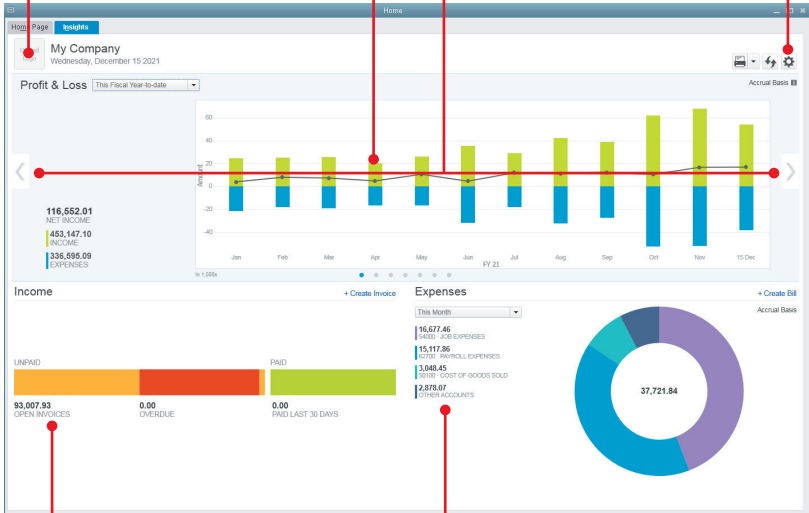 Home
Home Page Insights
My Company
Wednesday, December 15 2021
Profit & Loss This Fiscal Year-to-date
Accrual Basis
60
40
20
0
-20
-40
Amount
Jan Feb Mar Apr May Jun Jul Aug Sep Oct Nov 15 Dec
FY 21
In 1,000s
116,552.01
NET INCOME
453,147.10
INCOME
336,595.09
EXPENSES
Income
+ Create Invoice
UNPAID
PAID
93,007.93
OPEN INVOICES
0.00
OVERDUE
0.00
PAID LAST 30 DAYS
Expenses
+ Create Bill
This Month
Accrual Basis
16,677.46
54000 · JOB EXPENSES
15,117.86
62700 · PAYROLL EXPENSES
3,048.45
50100 · COST OF GOODS SOLD
2,878.07
OTHER ACCOUNTS
37,721.84